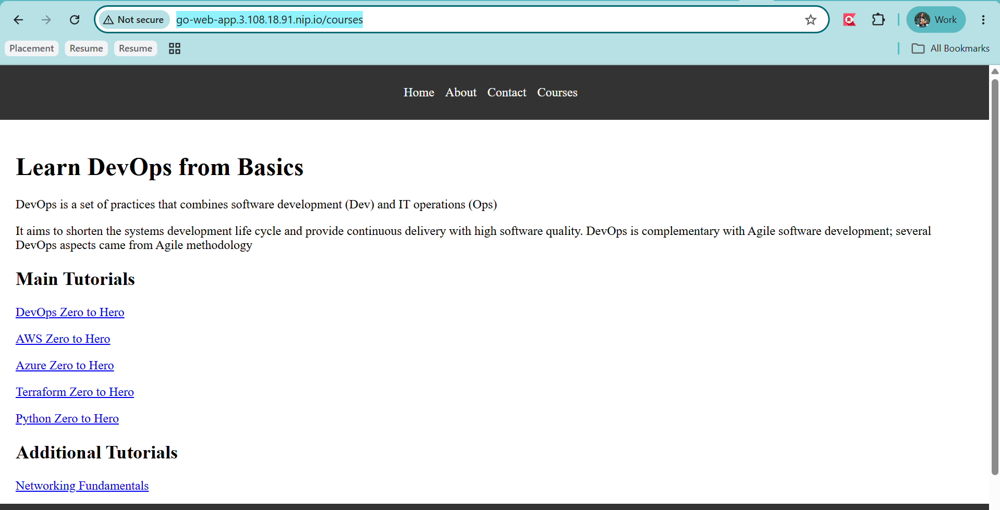 Not secure
go-web-app.3.108.18.91.nip.io/courses
Work
Placement
Resume
Resume
All Bookmarks
Home About Contact Courses
Learn DevOps from Basics
DevOps is a set of practices that combines software development (Dev) and IT operations (Ops)
It aims to shorten the systems development life cycle and provide continuous delivery with high software quality. DevOps is complementary with Agile software development; several
DevOps aspects came from Agile methodology
Main Tutorials
DevOps Zero to Hero
AWS Zero to Hero
Azure Zero to Hero
Terraform Zero to Hero
Python Zero to Hero
Additional Tutorials
Networking Fundamentals